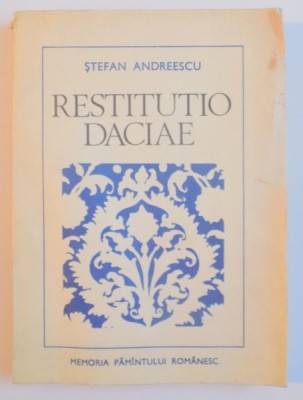 ŞTEFAN ANDREESCU
RESTITUTIO
DACIAE
MEMORIA PĂMÎNTULUI ROMÂNESC